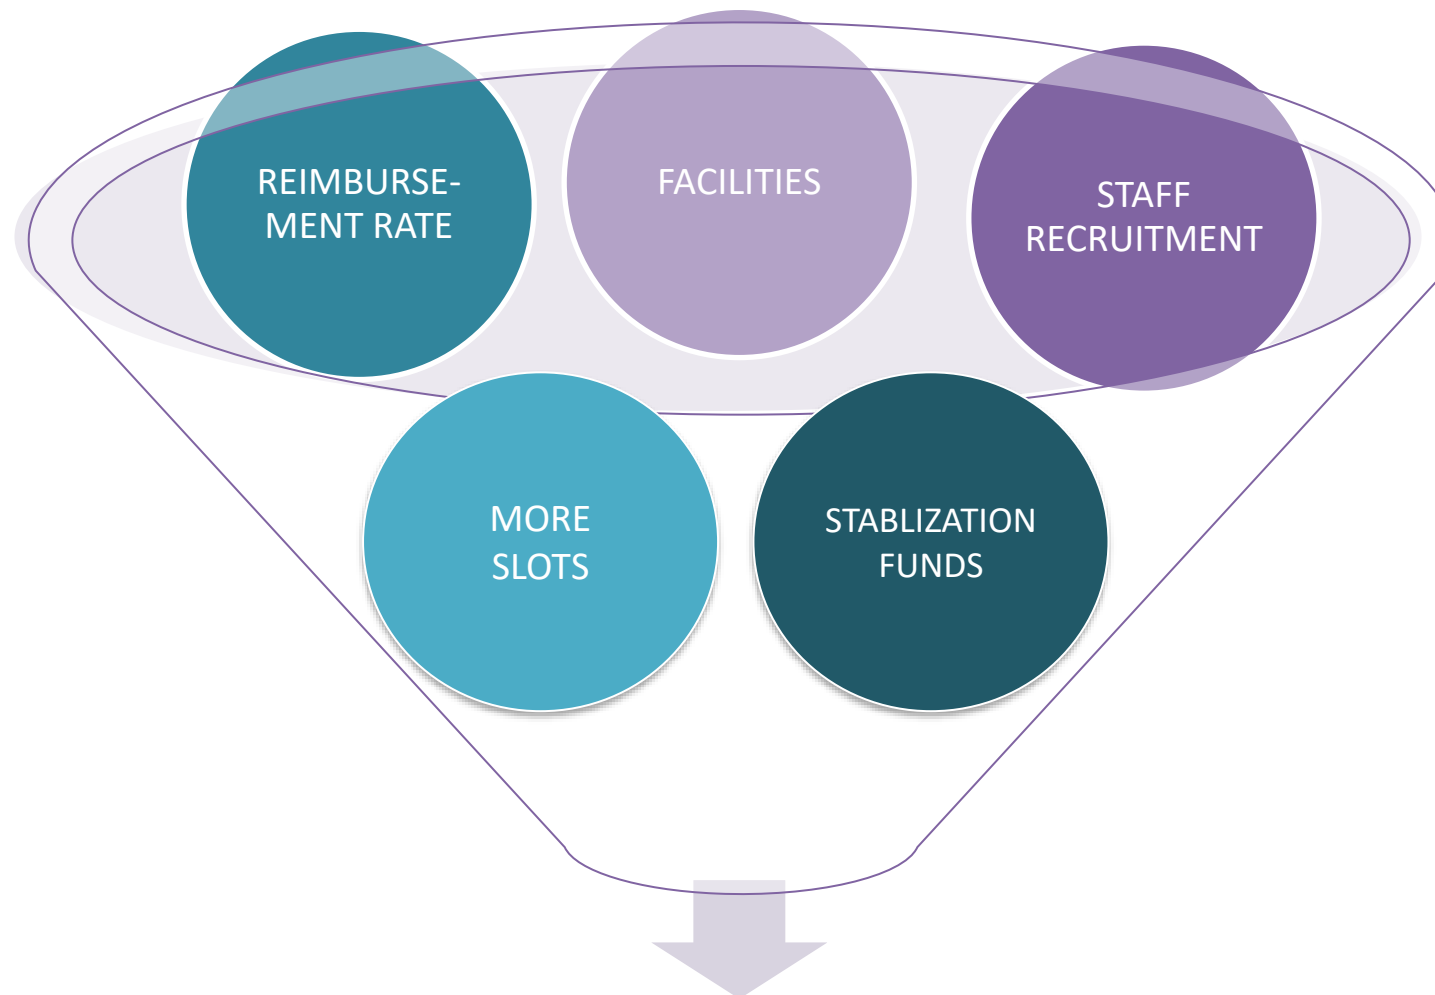 REIMBURSE-
MENT RATE
FACILITIES
STAFF
RECRUITMENT
MORE
SLOTS
STABLIZATION
FUNDS